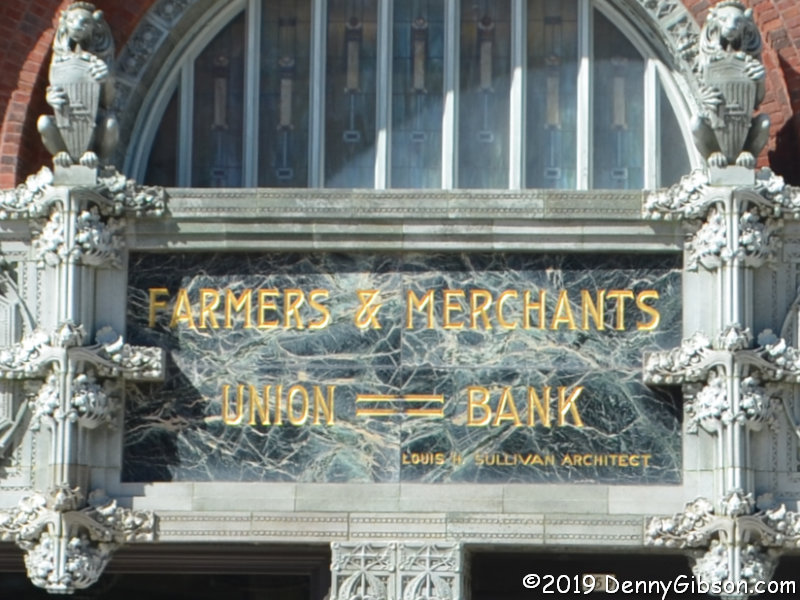 FARMERS & MERCHANTS
UNION = BANK
LOUIS H. SULLIVAN ARCHITECT
©2019 DennyGibson.com